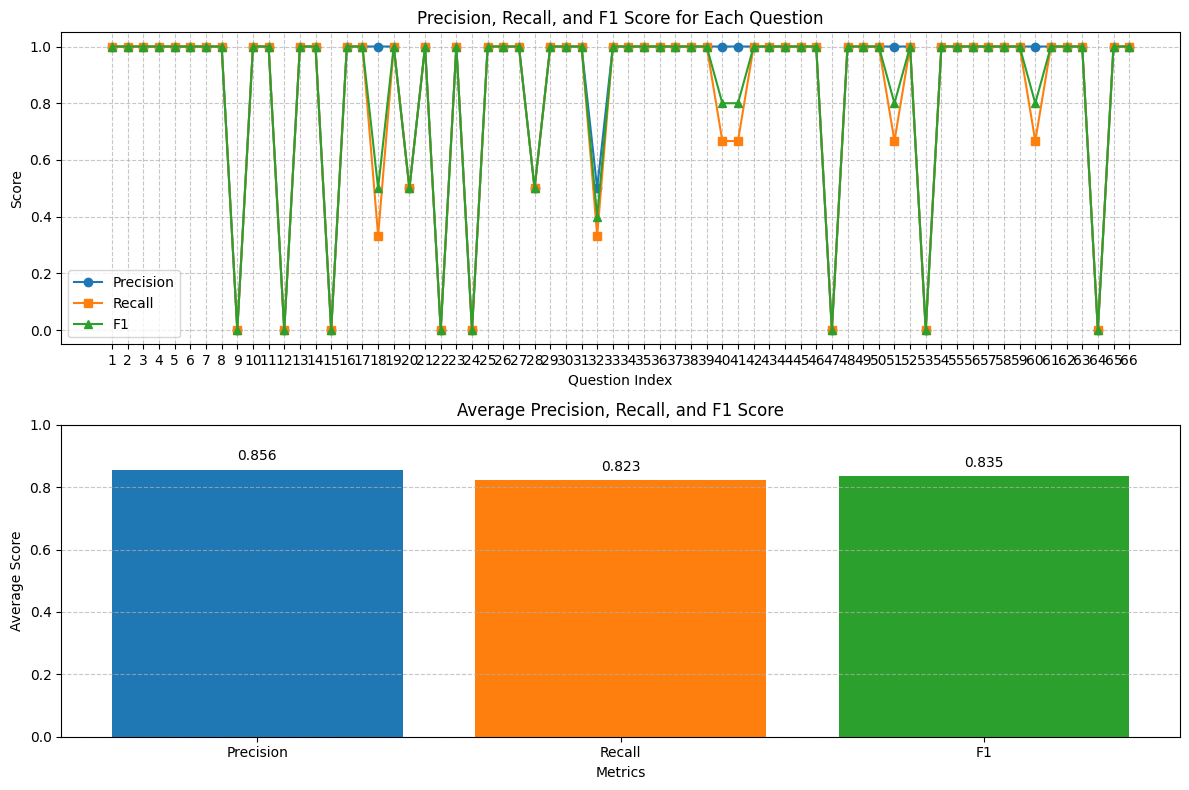 Precision, Recall, and F1 Score for Each Question
1.0
0.8
0.6
0.4
0.2
0.0
Score
Precision
Recall
F1
1 2 3 4 5 6 7 8 9 10 11 12 13 14 15 16 17 18 19 20 21 22 23 24 25 26 27 28 29 30 31 32 33 34 35 36 37 38 39 40 41 42 43 44 45 46 47 48 49 50 51 52 53 54 55 56 57 58 59 60 61 62 63 64 65 66
Question Index
Average Precision, Recall, and F1 Score
1.0
0.8
0.6
0.4
0.2
0.0
Average Score
0.856
0.823
0.835
Precision Recall F1
Metrics